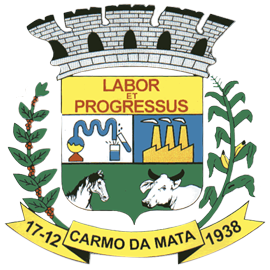 LABOR
ET
PROGRESSUS
17-12
CARMO DA MATA
1938